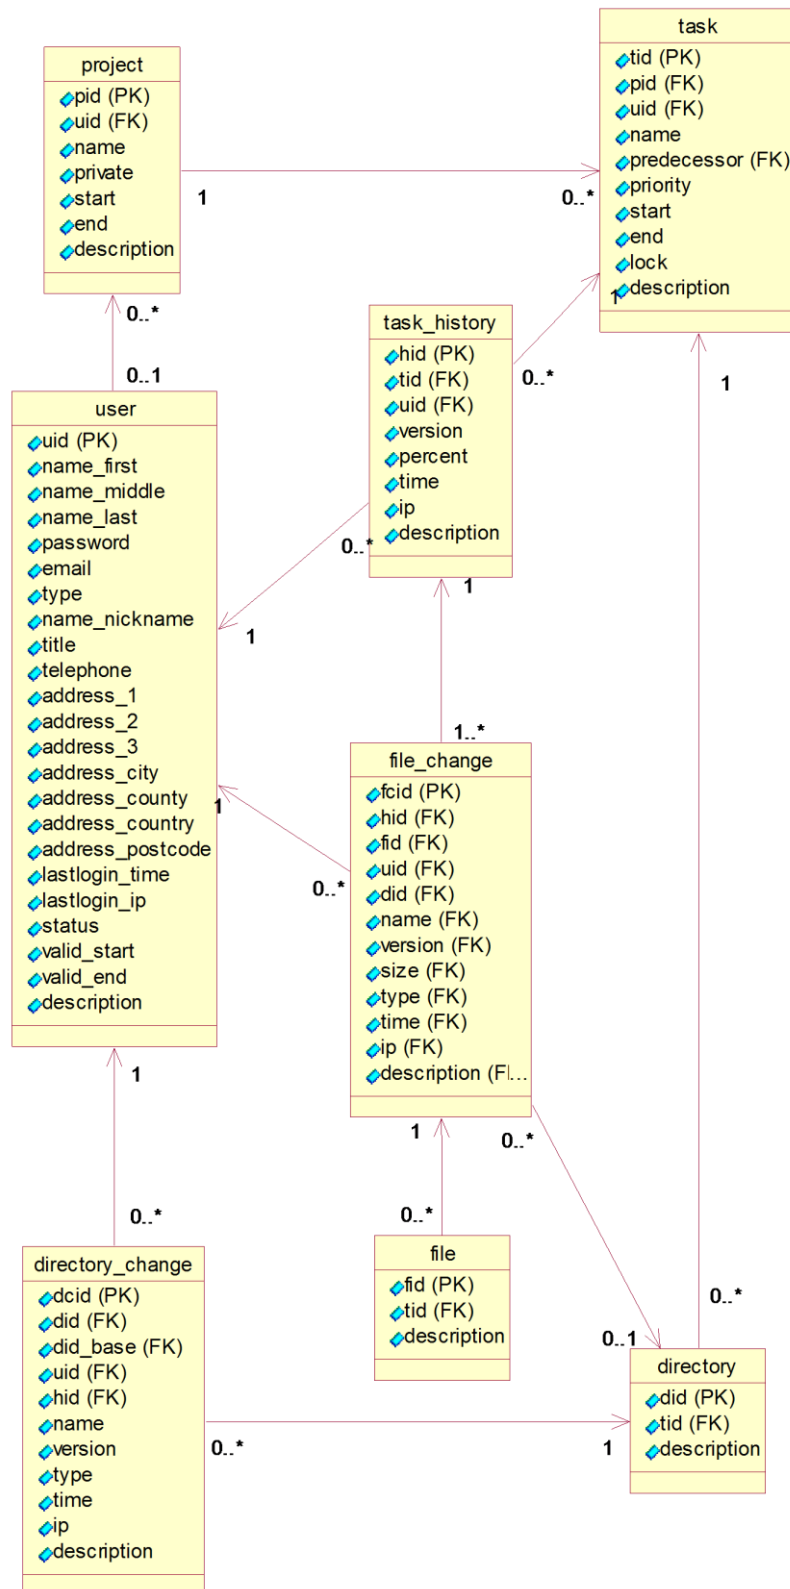 project
pid (PK)
uid (FK)
name
private
start
end
description
task
tid (PK)
pid (FK)
uid (FK)
name
predecessor (FK)
priority
start
end
lock
description
1
0..*
0..*
0..1
task_history
hid (PK)
tid (FK)
uid (FK)
version
percent
time
ip
description
1
0..*
1
user
uid (PK)
name_first
name_middle
name_last
password
email
type
name_nickname
title
telephone
address_1
address_2
address_3
address_city
address_county
address_country
address_postcode
lastlogin_time
lastlogin_ip
status
valid_start
valid_end
description
0..*
1
1
1..*
file_change
fcid (PK)
hid (FK)
fid (FK)
uid (FK)
did (FK)
name (FK)
version (FK)
size (FK)
type (FK)
time (FK)
ip (FK)
description (FI...
1
0..*
1
0..*
1
0..*
0..*
file
fid (PK)
tid (FK)
description
directory_change
dcid (PK)
did (FK)
did_base (FK)
uid (FK)
hid (FK)
name
version
type
time
ip
description
0..*
0..1
directory
did (PK)
tid (FK)
description
0..*
1